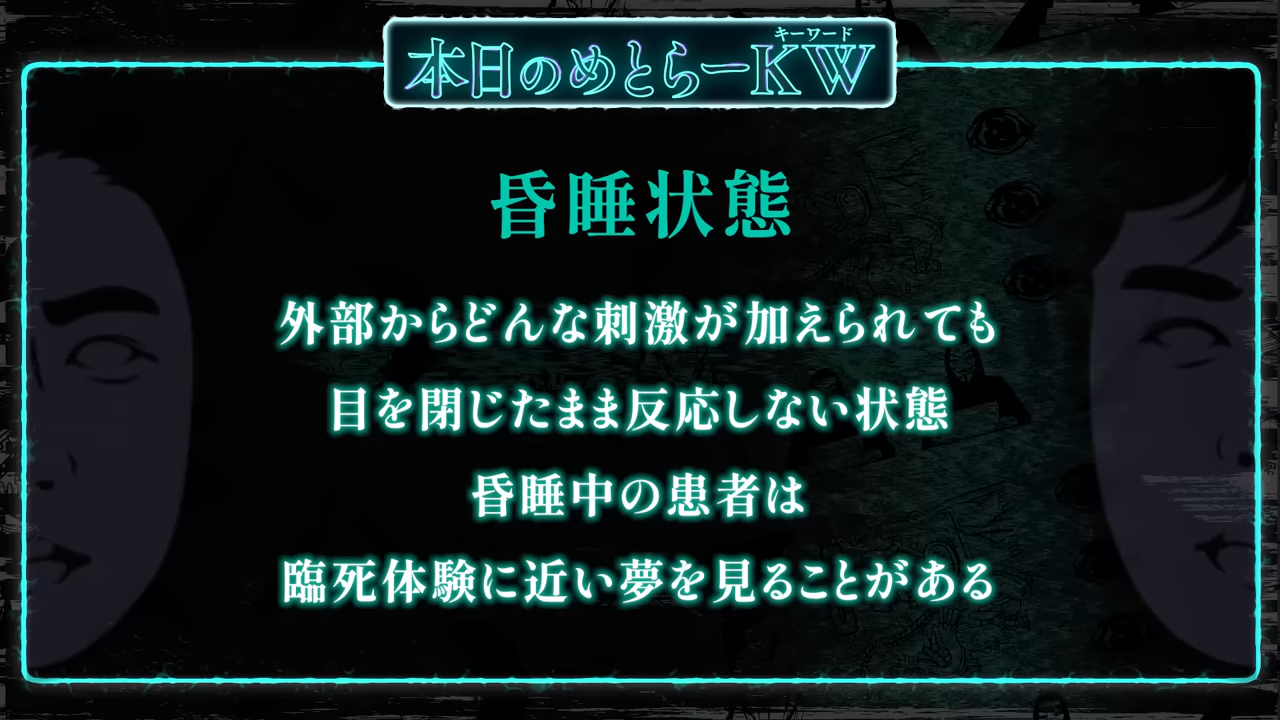 キーワード
本日のめとらーKW
昏睡状態
外部からどんな刺激が加えられても
目を閉じたまま反応しない状態
昏睡中の患者は
臨死体験に近い夢を見ることがある